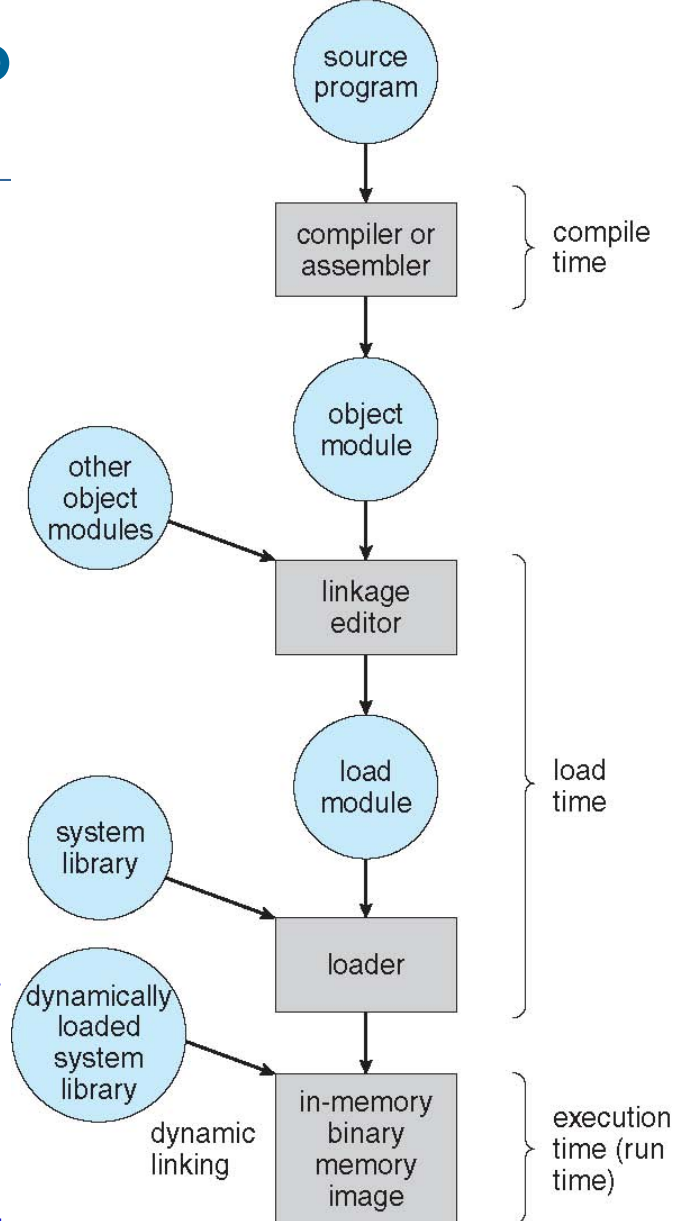 source
program
compiler or
assembler
compile
time
object
module
other
object
modules
linkage
editor
load
module
load
time
system
library
loader
dynamically
loaded
system
library
dynamic
linking
in-memory
binary
memory
image
execution
time (run
time)